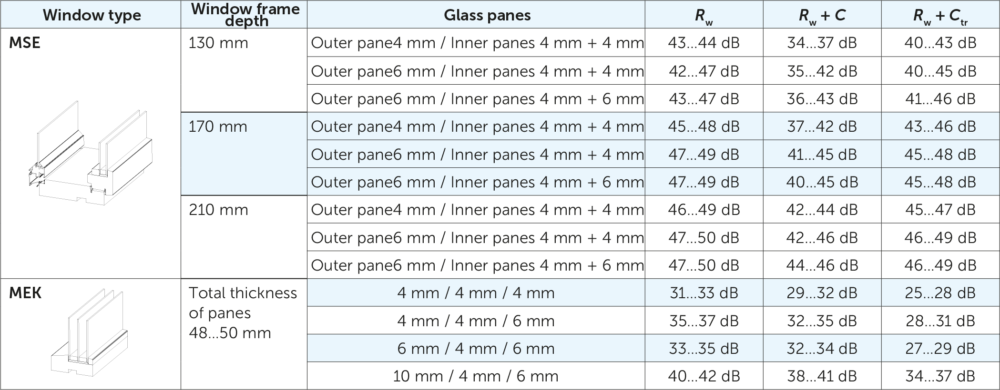 Window type Window frame depth Glass panes Rw Rw + C Rw + Ctr
MSE 130 mm Outer pane4 mm / Inner panes 4 mm + 4 mm 43...44 dB 34...37 dB 40...43 dB
Outer pane6 mm / Inner panes 4 mm + 4 mm 42...47 dB 35...42 dB 40...45 dB
Outer pane6 mm / Inner panes 4 mm + 6 mm 43...47 dB 36...43 dB 41...46 dB
170 mm Outer pane4 mm / Inner panes 4 mm + 4 mm 45...48 dB 37...42 dB 43...46 dB
Outer pane6 mm / Inner panes 4 mm + 4 mm 47...49 dB 41...45 dB 45...48 dB
Outer pane6 mm / Inner panes 4 mm + 6 mm 47...49 dB 40...45 dB 45...48 dB
210 mm Outer pane4 mm / Inner panes 4 mm + 4 mm 46...49 dB 42...44 dB 45...47 dB
Outer pane6 mm / Inner panes 4 mm + 4 mm 47...50 dB 42...46 dB 46...49 dB
Outer pane6 mm / Inner panes 4 mm + 6 mm 47...50 dB 44...46 dB 46...49 dB
MEK Total thickness 4 mm / 4 mm / 4 mm 31...33 dB 29...32 dB 25...28 dB
of panes 4 mm / 4 mm / 6 mm 35...37 dB 32...35 dB 28...31 dB
48...50 mm 6 mm / 4 mm / 6 mm 33...35 dB 32...34 dB 27...29 dB
10 mm / 4 mm / 6 mm 40...42 dB 38...41 dB 34...37 dB